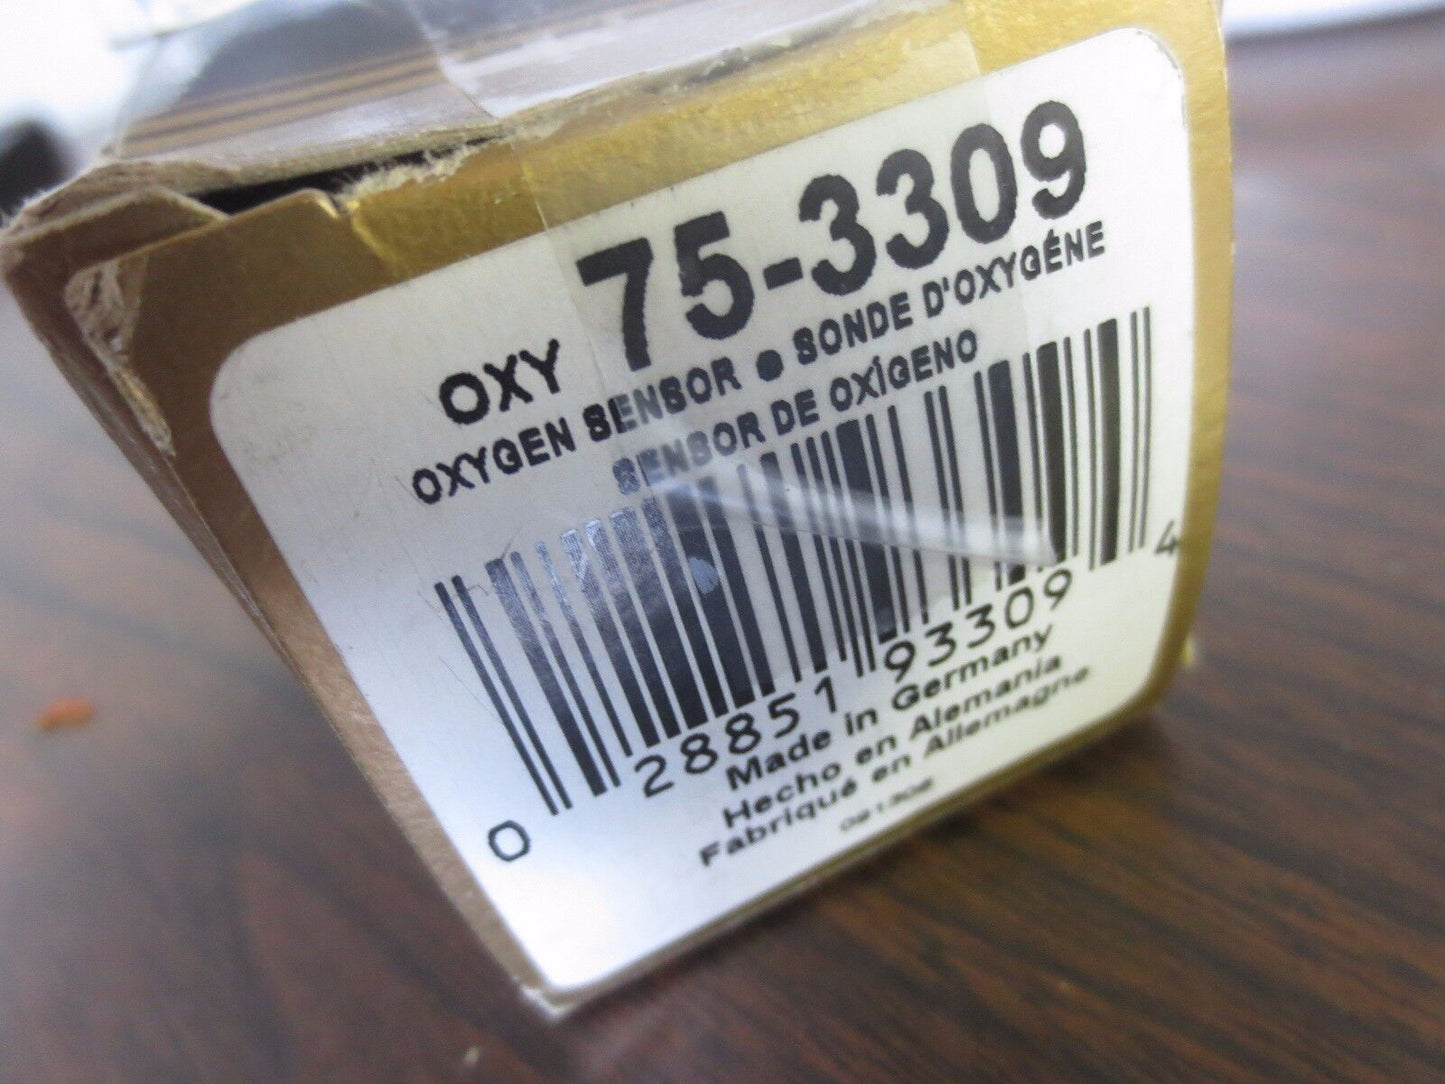 OXY 75-3309
OXYGEN SENSOR ● SONDE D'OXYGÉNE
SENSOR DE OXÍGENO
0 28851 93309 4
Made in Germany
Hecho en Alemania
Fabriqué en Allemagne